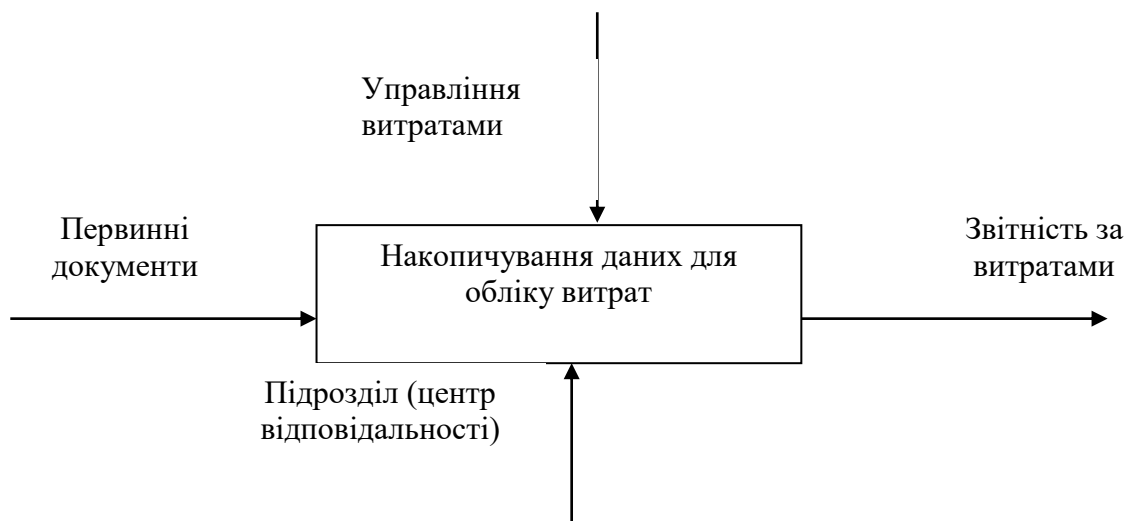 Управління
витратами
Первинні
документи
Накопичування даних для
обліку витрат
Звітність за
витратами
Підрозділ (центр
відповідальності)